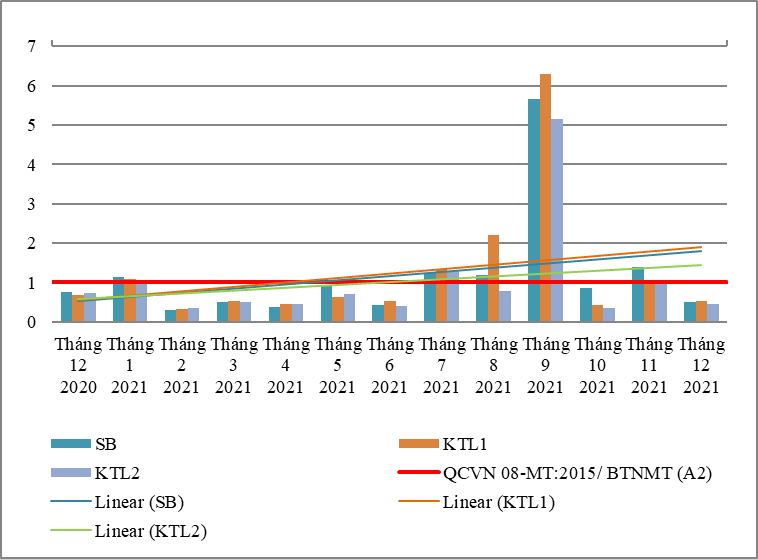 7
6
5
4
3
2
1
0
Tháng 12 2020
Tháng 1 2021
Tháng 2 2021
Tháng 3 2021
Tháng 4 2021
Tháng 5 2021
Tháng 6 2021
Tháng 7 2021
Tháng 8 2021
Tháng 9 2021
Tháng 10 2021
Tháng 11 2021
Tháng 12 2021
SB
KTL1
KTL2
QCVN 08-MT:2015/ BTNMT (A2)
Linear (SB)
Linear (KTL1)
Linear (KTL2)